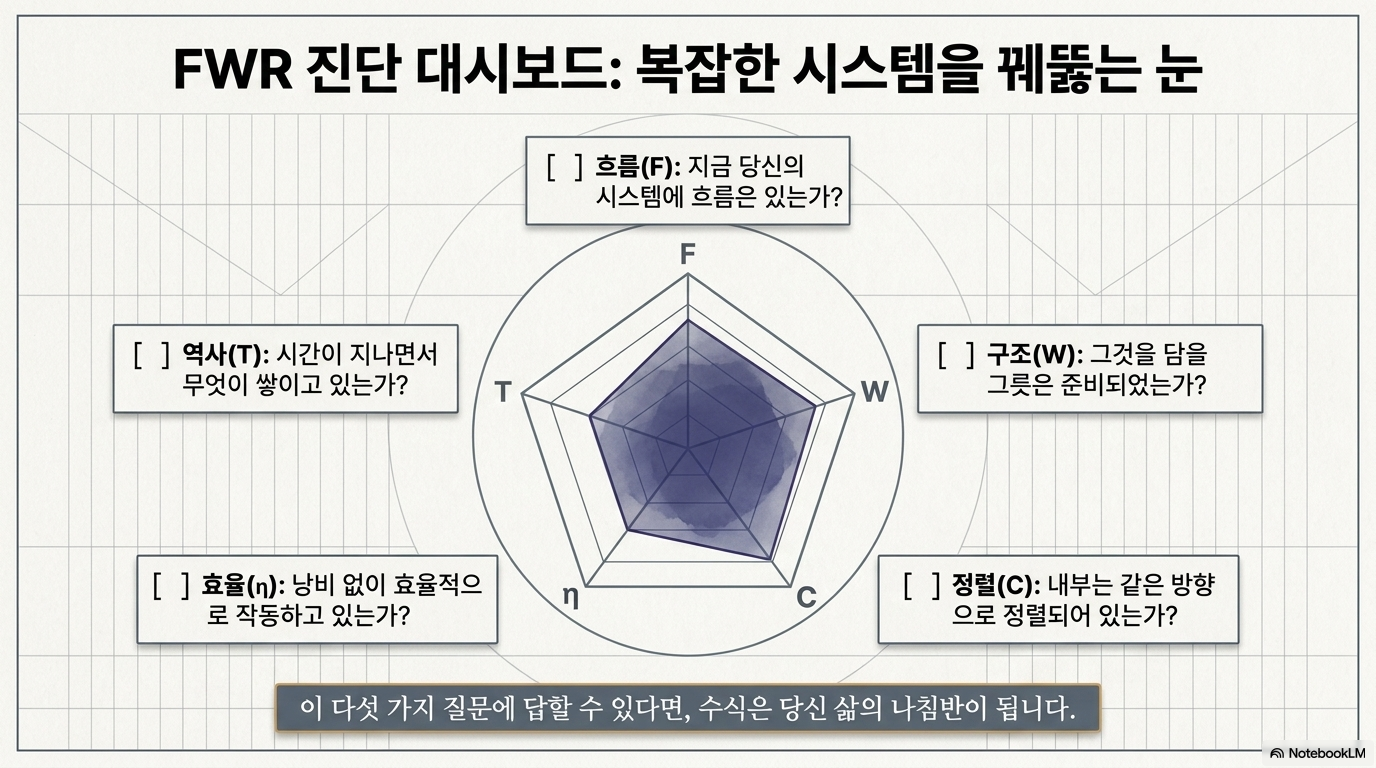 FWR 진단 대시보드: 복잡한 시스템을 꿰뚫는 눈
[ ] 흐름(F): 지금 당신의
시스템에 흐름은 있는가?
F
[ ] 역사(T): 시간이 지나면서
무엇이 쌓이고 있는가?
T
W
[ ] 구조(W): 그것을 담을
그릇은 준비되었는가?
[ ] 효율(η): 낭비 없이 효율적으
로 작동하고 있는가?
η
C
[ ] 정렬(C): 내부는 같은 방향
으로 정렬되어 있는가?
이 다섯 가지 질문에 답할 수 있다면, 수식은 당신 삶의 나침반이 됩니다.
NotebookLM